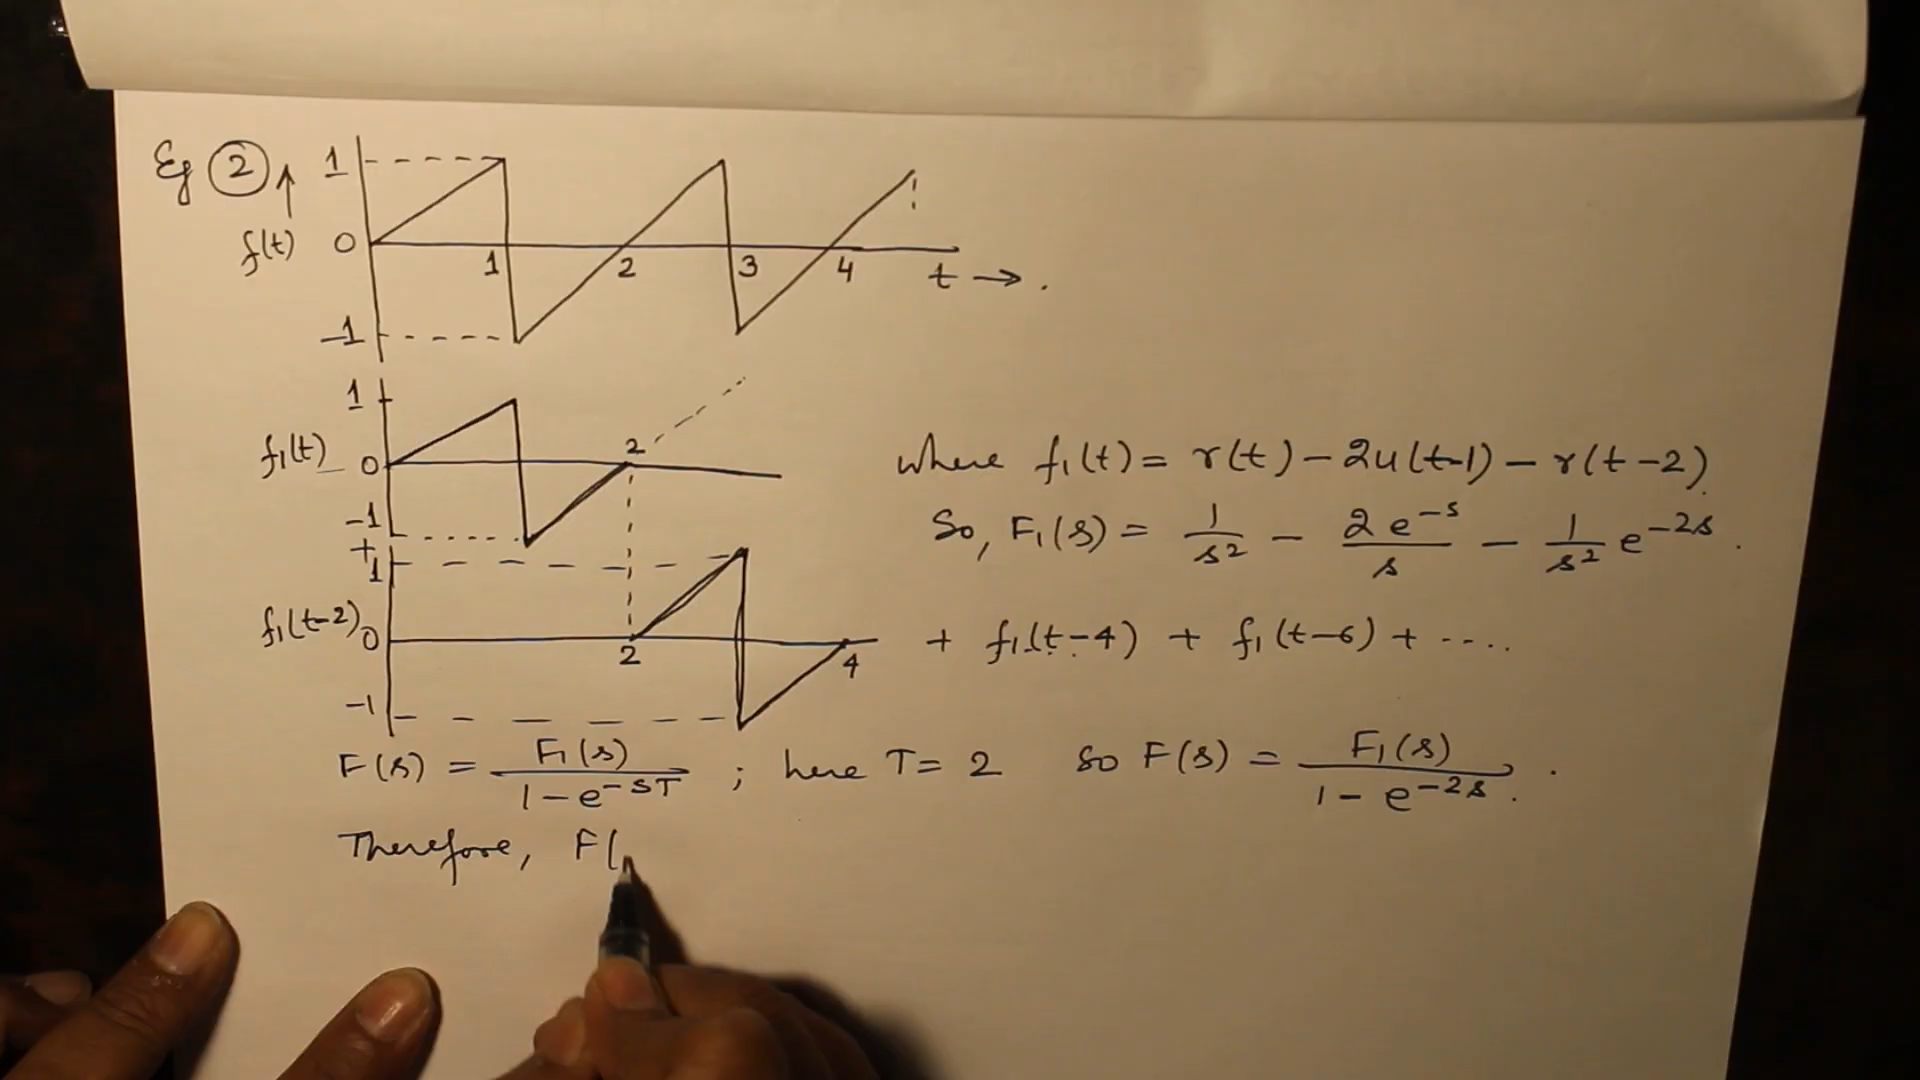 Eg ② ↑ 1
f(t) 0 1 2 3 4 t → .
-1
1
f₁(t) 0 2
-1
where f₁(t) = r(t) - 2u(t-1) - r(t-2)
So, F₁(s) = 1/s² - 2e^-s/s - 1/s² e^-2s .
+1
f₁(t-2) 0 2 4 + f₁(t-4) + f₁(t-6) + ....
-1
F(s) = F₁(s)/1-e^-sT ; here T= 2 So F(s) = F₁(s)/1-e^-2s .
Therefore, F(